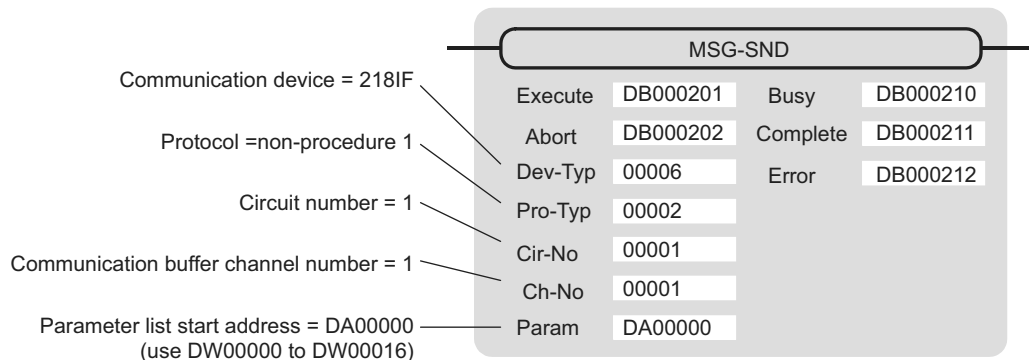 MSG-SND
Communication device = 218IF
Protocol =non-procedure 1
Circuit number = 1
Communication buffer channel number = 1
Parameter list start address = DA00000
(use DW00000 to DW00016)
Execute DB000201 Busy DB000210
Abort DB000202 Complete DB000211
Dev-Typ 00006 Error DB000212
Pro-Typ 00002
Cir-No 00001
Ch-No 00001
Param DA00000